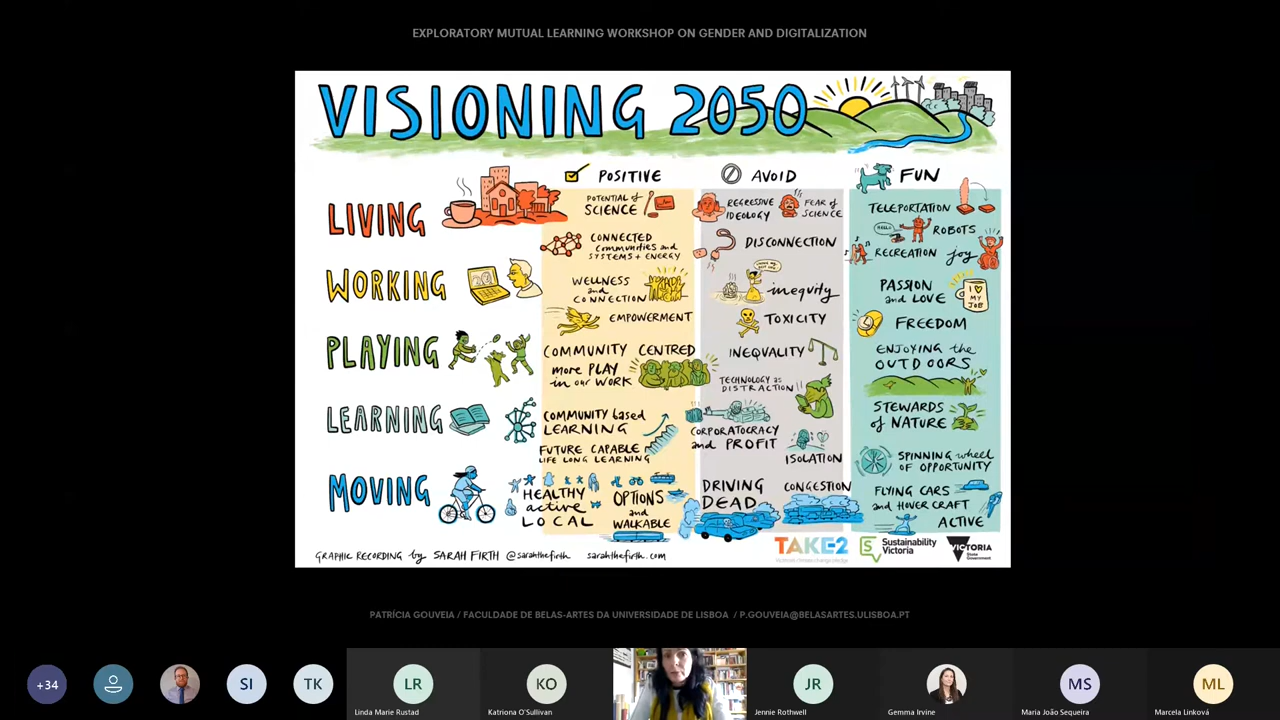 EXPLORATORY MUTUAL LEARNING WORKSHOP ON GENDER AND DIGITALIZATION
VISIONING 2050
POSITIVE
AVOID
FUN
LIVING
POTENTIAL of
SCIENCE
REGRESSIVE
IDEOLOGY
FEAR of
SCIENCE
TELEPORTATION
ROBOTS
CONNECTED
communities and
SYSTEMS + ENERGY
DISCONNECTION
RECREATION joy
WORKING
WELLNESS
and
CONNECTION
inequity
PASSION
and LOVE
I
MY
JOB
EMPOWERMENT
TOXICITY
FREEDOM
PLAYING
COMMUNITY CENTRED
more PLAY
in our WORK
INEQUALITY
TECHNOLOGY as
DISTRACTION
ENJOYING the
OUTDOORS
LEARNING
COMMUNITY based
LEARNING
FUTURE CAPABLE
LIFE LONG LEARNING
CORPORATOCRACY
and PROFIT
ISOLATION
STEWARDS
of NATURE
SPINNING wheel
OF OPPORTUNITY
MOVING
HEALTHY
active
LOCAL
OPTIONS
and
WALKABLE
DRIVING
DEAD
CONGESTION
FLYING CARS
and HOVER CRAFT
ACTIVE
GRAPHIC RECORDING by SARAH FIRTH @sarahthefirth sarahthefirth.com
TAKE2
Sustainability
Victoria
VICTORIA
State
Government
PATRÍCIA GOUVEIA / FACULDADE DE BELAS-ARTES DA UNIVERSIDADE DE LISBOA / P.GOUVEIA@BELASARTES.ULISBOA.PT
+34
SI
TK
LR
KO
JR
MS
ML
Linda Marie Rustad
Katriona O'Sullivan
Jennie Rothwell
Gemma Irvine
Maria João Sequeira
Marcela Linková